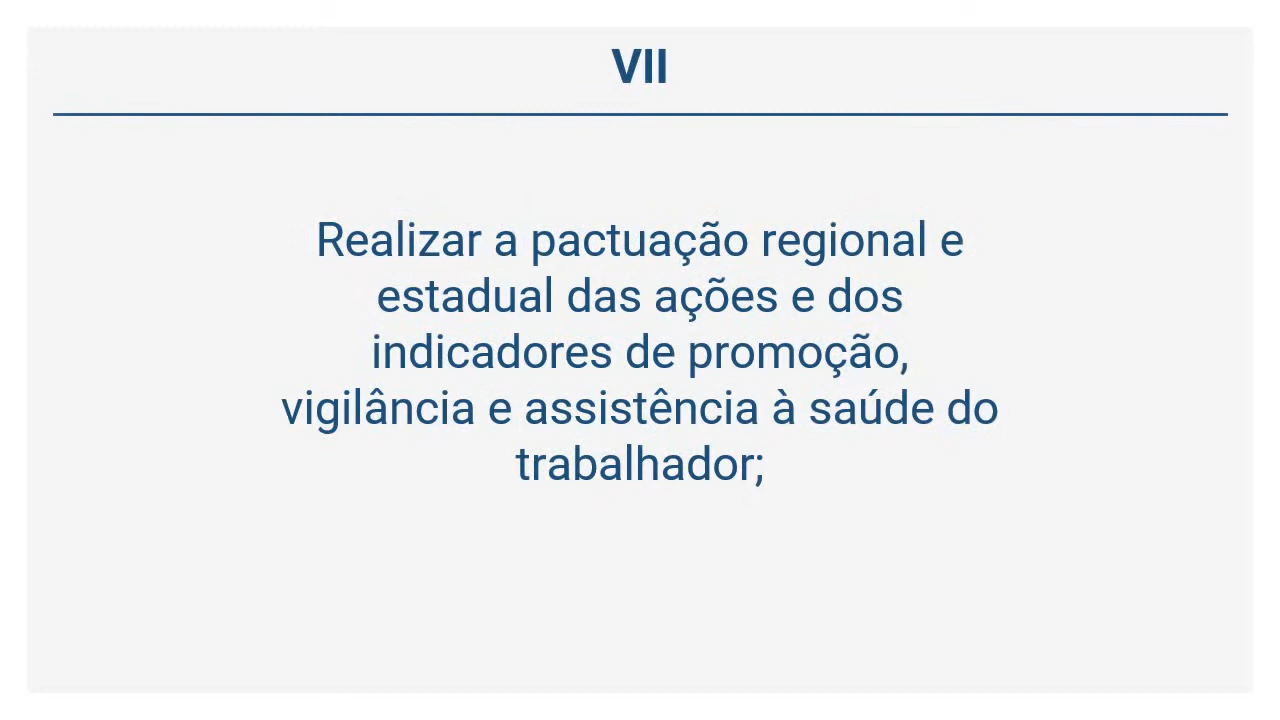 VII
Realizar a pactuação regional e
estadual das ações e dos
indicadores de promoção,
vigilância e assistência à saúde do
trabalhador;